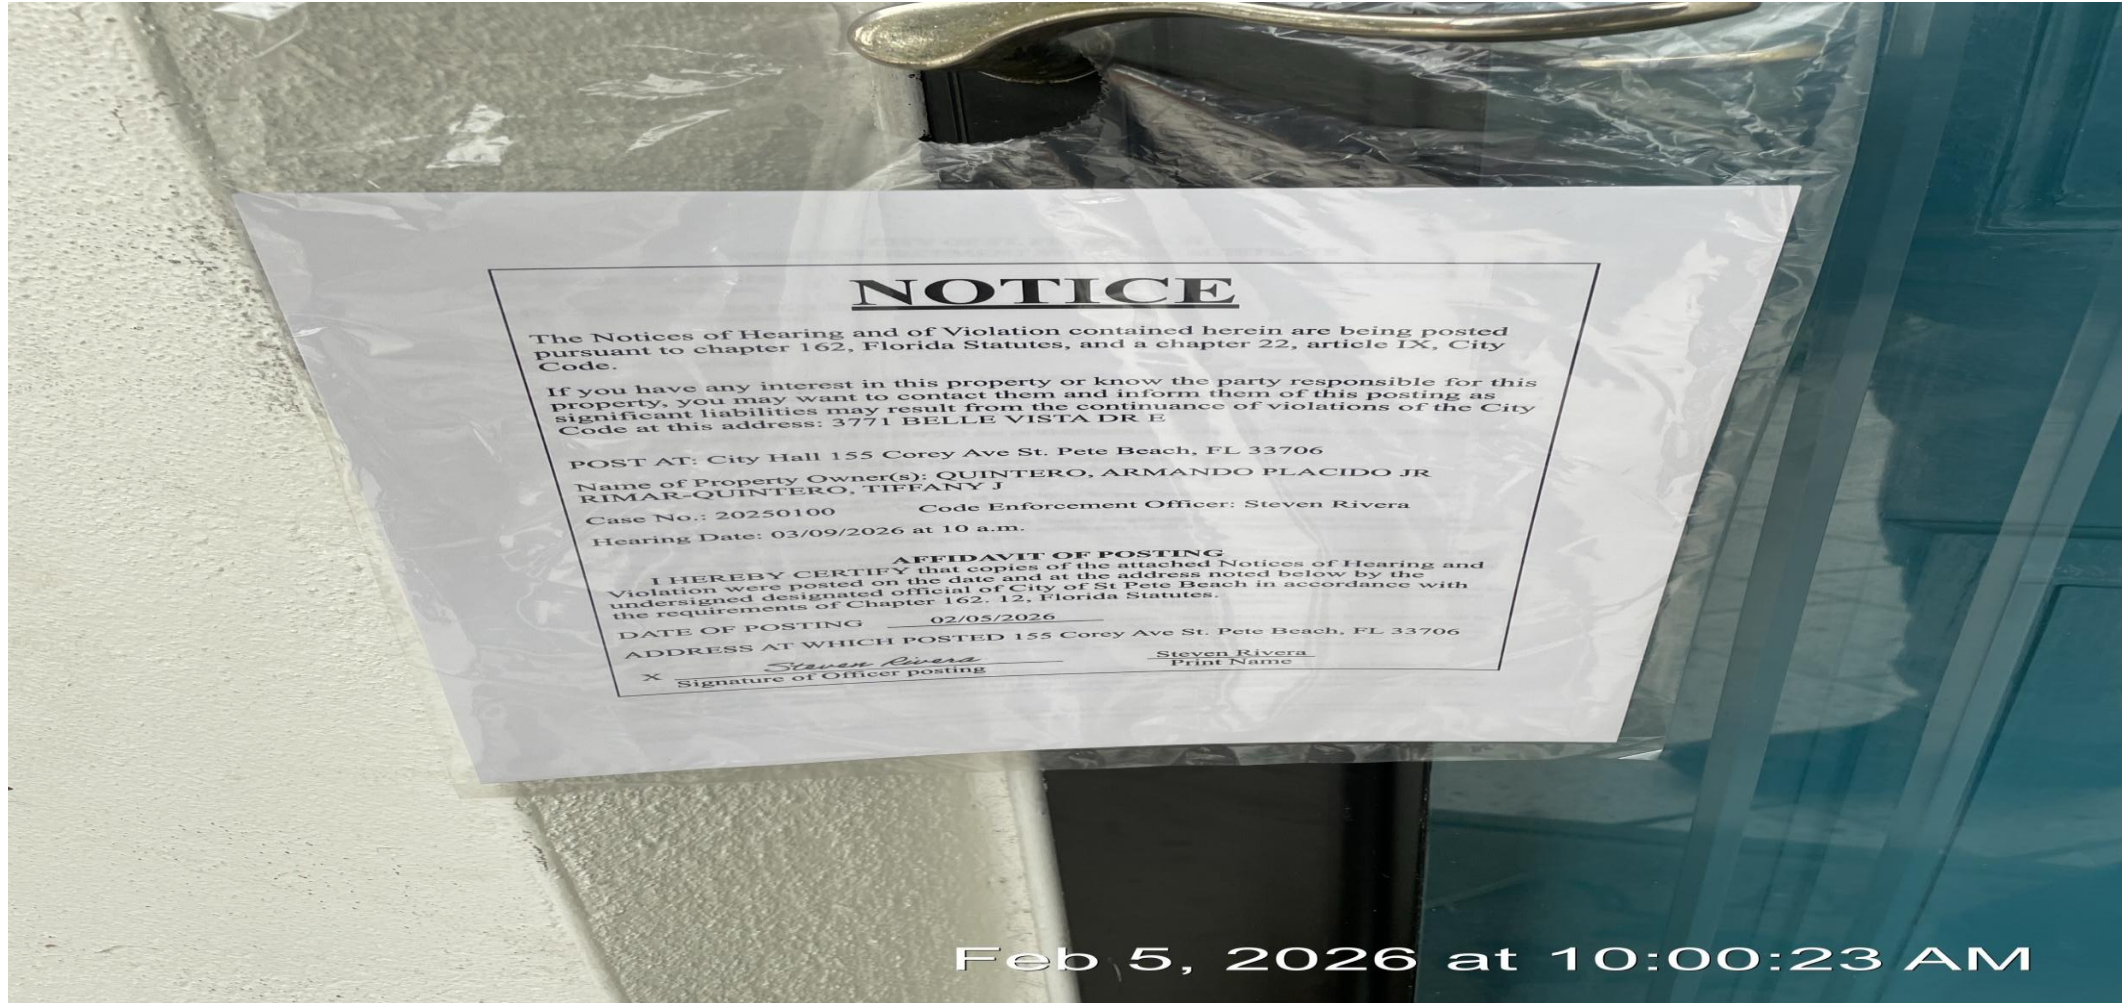 NOTICE
The Notices of Hearing and of Violation contained herein are being posted
pursuant to chapter 162, Florida Statutes, and a chapter 22, article IX, City
Code.
If you have any interest in this property or know the party responsible for this
property, you may want to contact them and inform them of this posting as
significant liabilities may result from the continuance of violations of the City
Code at this address: 3771 BELLE VISTA DR E
POST AT: City Hall 155 Corey Ave St. Pete Beach, FL 33706
Name of Property Owner(s): QUINTERO, ARMANDO PLACIDO JR
RIMAR-QUINTERO, TIFFANY J
Case No.: 20250100 Code Enforcement Officer: Steven Rivera
Hearing Date: 03/09/2026 at 10 a.m.
AFFIDAVIT OF POSTING
I HEREBY CERTIFY that copies of the attached Notices of Hearing and
Violation were posted on the date and at the address noted below by the
undersigned designated official of City of St Pete Beach in accordance with
the requirements of Chapter 162. 12, Florida Statutes.
DATE OF POSTING 02/05/2026
ADDRESS AT WHICH POSTED 155 Corey Ave St. Pete Beach, FL 33706
X Steven Rivera Steven Rivera
Signature of Officer posting Print Name
Feb 5, 2026 at 10:00:23 AM